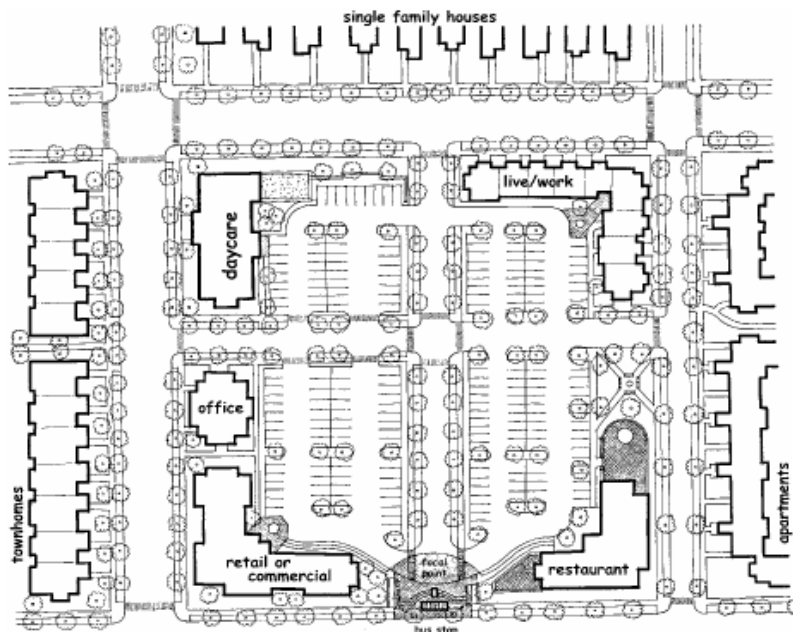 single family houses
live/work
daycare
office
townhomes
apartments
retail or
commercial
focal
point
restaurant
bus stop